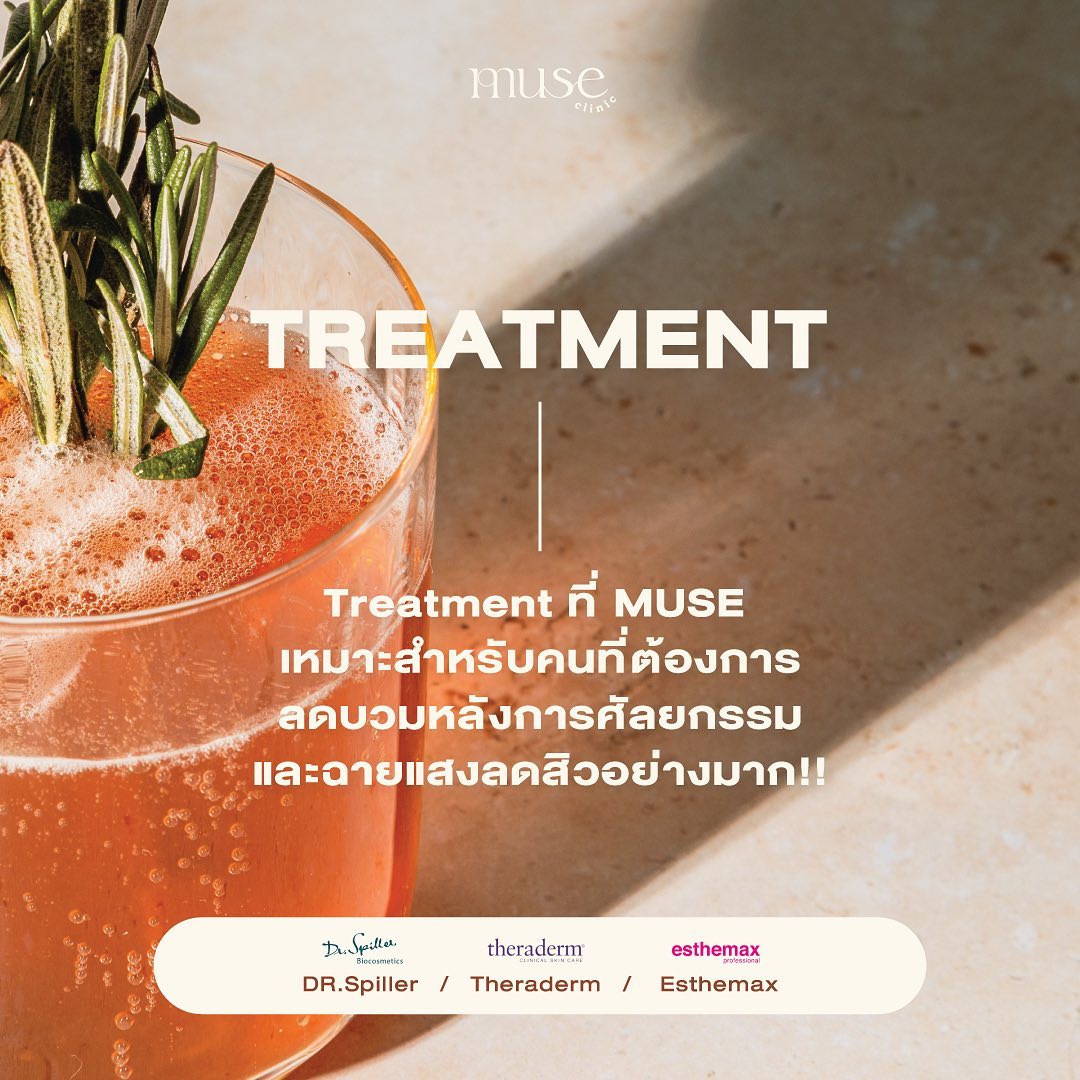 muse
clinic
TREATMENT
Treatment ที่ MUSE
เหมาะสำหรับคนที่ต้องการ
ลดบวมหลังการศัลยกรรม
และฉายแสงลดสิวอย่างมาก!!
Dr. Spiller
Biocosmetics
theraderm®
CLINICAL SKIN CARE
esthemax
professional
DR.Spiller / Theraderm / Esthemax